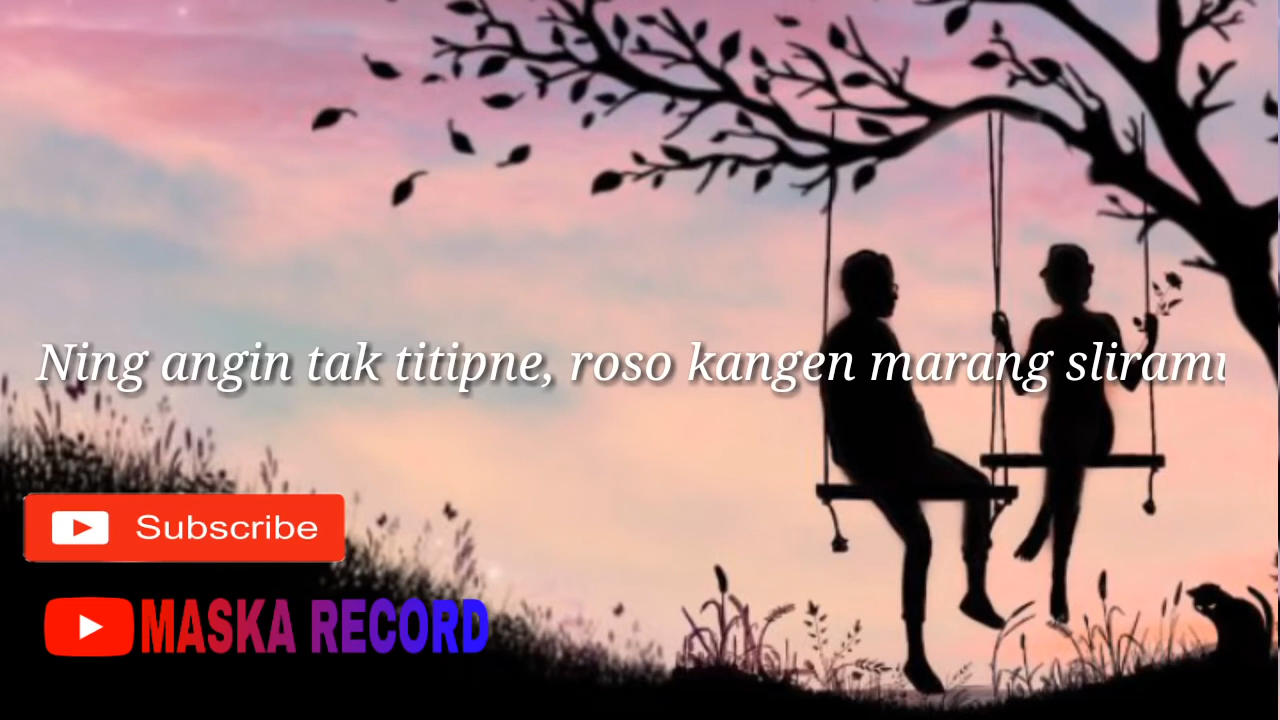 Ning angin tak titipne, roso kangen marang sliramu
Subscribe
MASKA RECORD